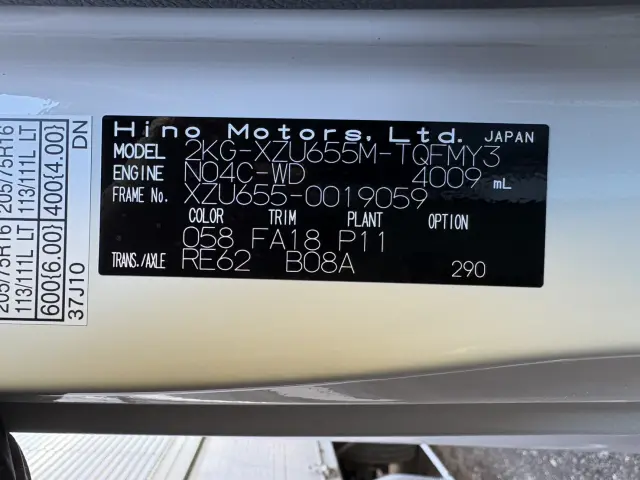 Hino Motors, Ltd. JAPAN
MODEL 2KG-XZU655M-TQFMY3
ENGINE N04C-WD 4009 mL
FRAME No. XZU655-0019059
COLOR TRIM PLANT OPTION
058 FA18 P11
TRANS./AXLE RE62 B08A 290
205/75R16 205/75R16
113/111L LT 113/111L LT
600{6.00} 400{4.00}
37J10 DN